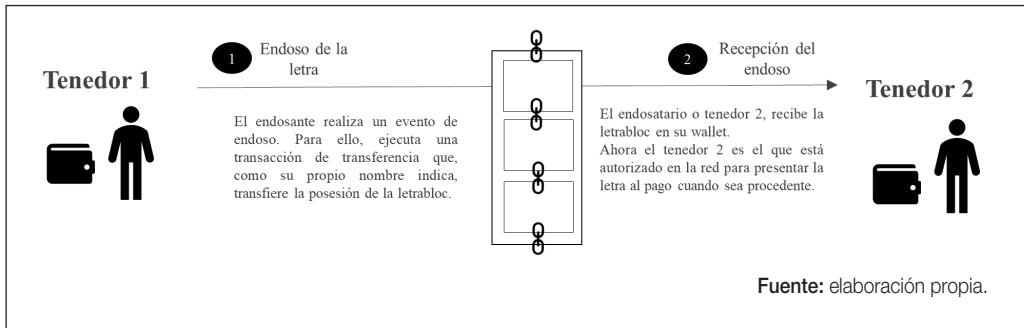 Tenedor 1
1
Endoso de la
letra
El endosante realiza un evento de
endoso. Para ello, ejecuta una
transacción de transferencia que,
como su propio nombre indica,
transfiere la posesión de la letrabloc.
2
Recepción del
endoso
El endosatario o tenedor 2, recibe la
letrabloc en su wallet.
Ahora el tenedor 2 es el que está
autorizado en la red para presentar la
letra al pago cuando sea procedente.
Tenedor 2
Fuente: elaboración propia.